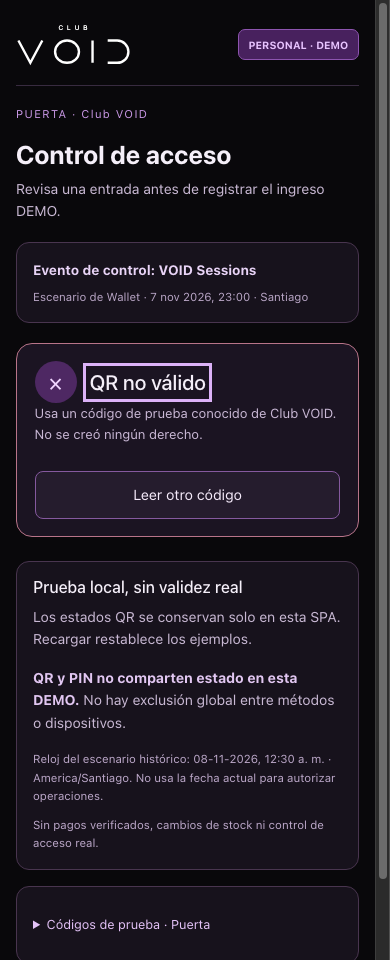 CLUB
VOID
PERSONAL · DEMO
PUERTA · Club VOID
Control de acceso
Revisa una entrada antes de registrar el ingreso
DEMO.
Evento de control: VOID Sessions
Escenario de Wallet · 7 nov 2026, 23:00 · Santiago
QR no válido
Usa un código de prueba conocido de Club VOID.
No se creó ningún derecho.
Leer otro código
Prueba local, sin validez real
Los estados QR se conservan solo en esta SPA.
Recargar restablece los ejemplos.
QR y PIN no comparten estado en esta
DEMO. No hay exclusión global entre métodos
o dispositivos.
Reloj del escenario histórico: 08-11-2026, 12:30 a. m. ·
America/Santiago. No usa la fecha actual para autorizar
operaciones.
Sin pagos verificados, cambios de stock ni control de
acceso real.
Códigos de prueba · Puerta